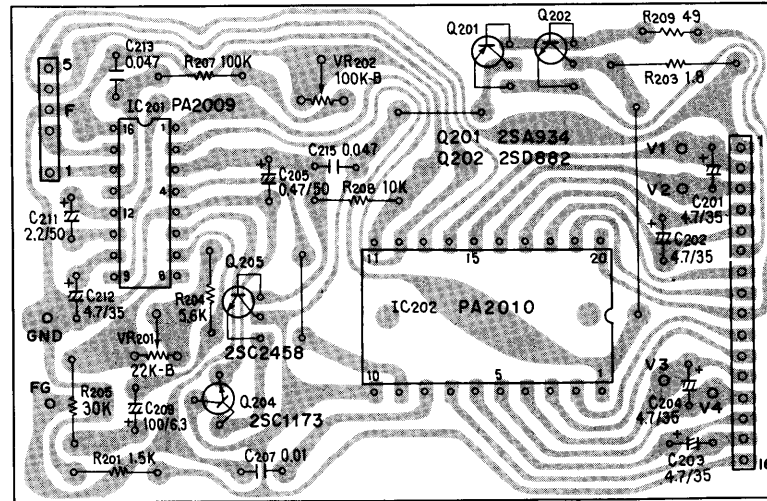 Q201
Q202
R209 49
C213
0.047
R207 100K
VR202
100K-B
R203 1.8
5
F
1
IC201
PA2009
16
1
12
4
9
8
Q201 2SA934
Q202 2SD882
V1
V2
1
C215 0.047
C205
0.47/50
R208 10K
C201
4.7/35
C211
2.2/50
C202
4.7/35
Q205
11
15
20
C212
4.7/35
R204
5.6K
IC202
PA2010
GND
VR201
22K-B
2SC2458
10
5
1
V3
V4
FG
R205
30K
C209
100/6.3
Q204
2SC1173
C204
4.7/35
R201 1.5K
C207 0.01
C203
4.7/35
16